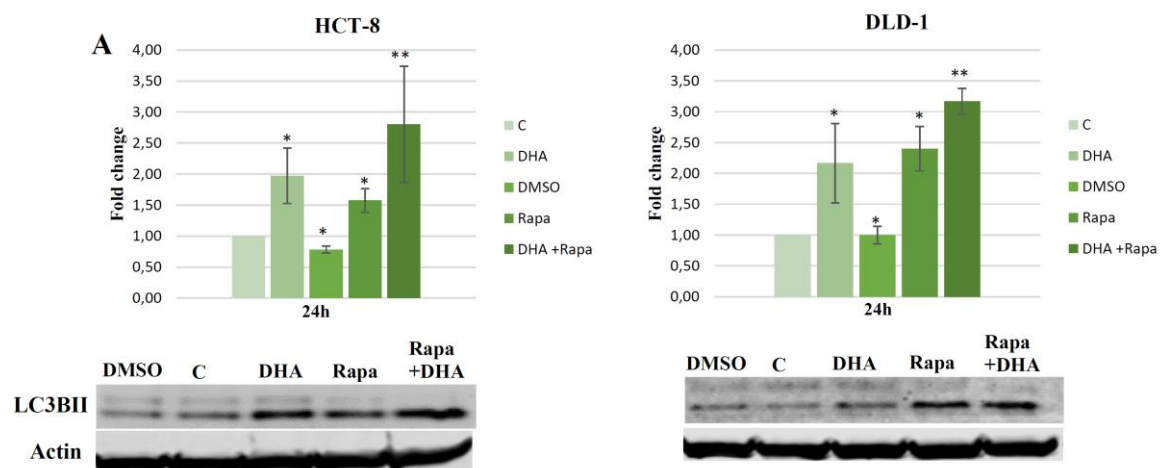 A
HCT-8
4,00
3,50
3,00
2,50
2,00
1,50
1,00
0,50
0,00
Fold change
*
*
*
**
24h
C
DHA
DMSO
Rapa
DHA +Rapa
DLD-1
4,00
3,50
3,00
2,50
2,00
1,50
1,00
0,50
0,00
Fold change
*
*
*
**
24h
C
DHA
DMSO
Rapa
DHA +Rapa
DMSO C DHA Rapa Rapa
+DHA
LC3BII
Actin
DMSO C DHA Rapa Rapa
+DHA